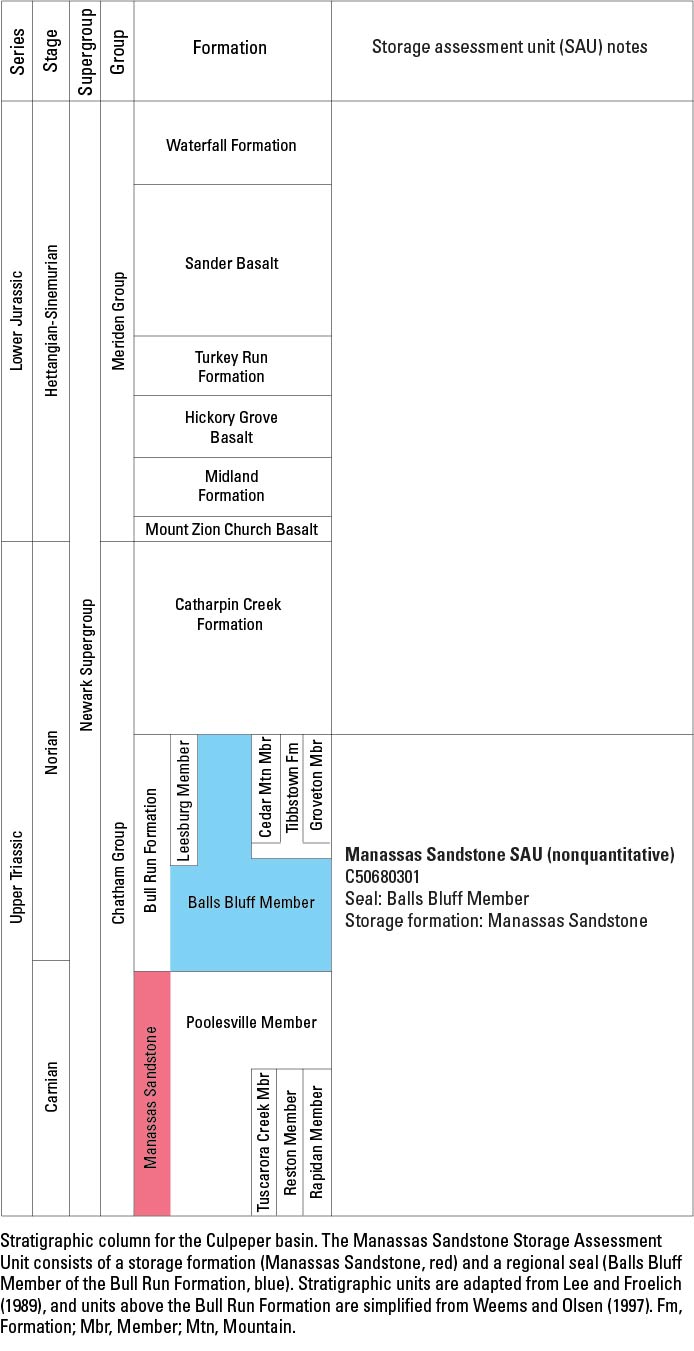 Series
Stage
Supergroup
Group
Formation
Storage assessment unit (SAU) notes
Lower Jurassic
Hettangian-Sinemurian
Newark Supergroup
Meriden Group
Waterfall Formation
Sander Basalt
Turkey Run
Formation
Hickory Grove
Basalt
Midland
Formation
Mount Zion Church Basalt
Upper Triassic
Norian
Chatham Group
Catharpin Creek
Formation
Bull Run Formation
Leesburg Member
Cedar Mtn Mbr
Tibbstown Fm
Groveton Mbr
Balls Bluff Member
Manassas Sandstone SAU (nonquantitative)
C50680301
Seal: Balls Bluff Member
Storage formation: Manassas Sandstone
Carnian
Manassas Sandstone
Poolesville Member
Tuscarora Creek Mbr
Reston Member
Rapidan Member
Stratigraphic column for the Culpeper basin. The Manassas Sandstone Storage Assessment
Unit consists of a storage formation (Manassas Sandstone, red) and a regional seal (Balls Bluff
Member of the Bull Run Formation, blue). Stratigraphic units are adapted from Lee and Froelich
(1989), and units above the Bull Run Formation are simplified from Weems and Olsen (1997). Fm,
Formation; Mbr, Member; Mtn, Mountain.